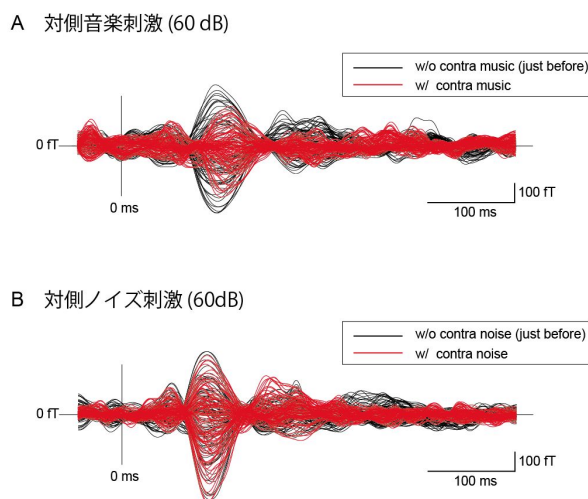 A 対側音楽刺激 (60 dB)
w/o contra music (just before)
w/ contra music
0 fT
0 ms
100 fT
100 ms
B 対側ノイズ刺激 (60dB)
w/o contra noise (just before)
w/ contra noise
0 fT
0 ms
100 fT
100 ms